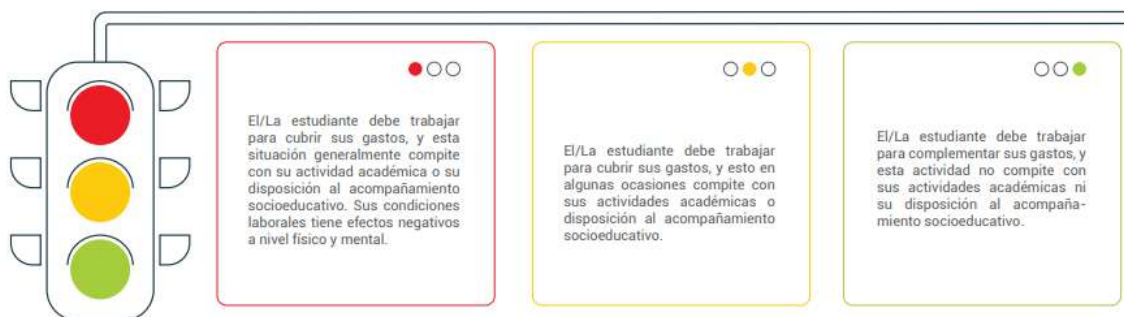 El/La estudiante debe trabajar
para cubrir sus gastos, y esta
situación generalmente compite
con su actividad académica o su
disposición al acompañamiento
socioeducativo. Sus condiciones
laborales tiene efectos negativos
a nivel físico y mental.
El/La estudiante debe trabajar
para cubrir sus gastos, y esto en
algunas ocasiones compite con
sus actividades académicas o
disposición al acompañamiento
socioeducativo.
El/La estudiante debe trabajar
para complementar sus gastos, y
esta actividad no compite con
sus actividades académicas ni
su disposición al acompaña-
miento socioeducativo.